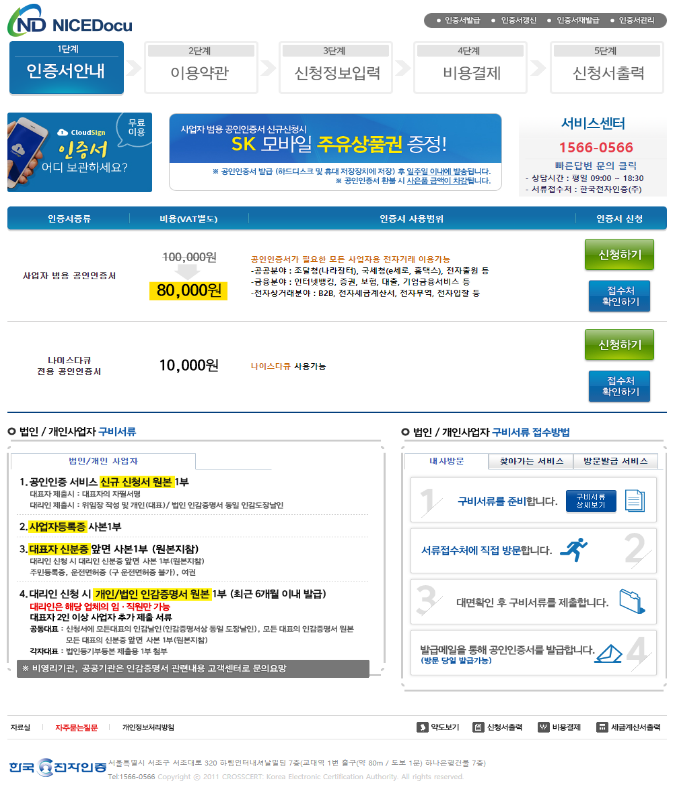 NICEDocu
인증서발급 인증서갱신 인증서재발급 인증서관리
1단계
인증서안내
2단계
이용약관
3단계
신청정보입력
4단계
비용결제
5단계
신청서출력
CloudSign
무료
이용
인증서
어디 보관하세요?
사업자 범용 공인인증서 신규신청시
SK 모바일 주유상품권 증정!
※ 공인인증서 발급 (하드디스크 및 휴대 저장장치에 저장) 후 일주일 이내에 발송됩니다.
※ 공인인증서 환불 시 사은품 금액이 차감됩니다.
서비스센터
1566-0566
빠른답변 문의 클릭
- 상담시간 : 평일 09:00 ~ 18:30
- 서류접수처 : 한국전자인증(주)
인증서종류 비용(VAT별도) 인증서 사용범위 인증서 신청
사업자 범용 공인인증서
100,000원
80,000원
공인인증서가 필요한 모든 사업자용 전자거래 이용가능
-공공분야 : 조달청(나라장터), 국세청(e세로, 홈택스), 전자출원 등
-금융분야 : 인터넷뱅킹, 증권, 보험, 대출, 기업금융서비스 등
-전자상거래분야 : B2B, 전자세금계산서, 전자무역, 전자입찰 등
신청하기
접수처
확인하기
나이스다큐
전용 공인인증서
10,000원
나이스다큐 사용가능
신청하기
접수처
확인하기
법인 / 개인사업자 구비서류
법인/개인 사업자
1. 공인인증 서비스 신규 신청서 원본 1부
대표자 제출시 : 대표자의 자필서명
대리인 제출시 : 위임장 작성 및 개인(대표)/ 법인 인감증명서 동일 인감도장날인
2. 사업자등록증 사본1부
3. 대표자 신분증 앞면 사본1부 (원본지참)
대리인 신청 시 대리인 신분증 앞면 사본 1부(원본지참)
주민등록증, 운전면허증 (구 운전면허증 불가), 여권
4. 대리인 신청 시 개인/법인 인감증명서 원본 1부 (최근 6개월 이내 발급)
대리인은 해당 업체의 임 · 직원만 가능
대표자 2인 이상 사업자 추가 제출 서류
공동대표 : 신청서에 모든대표의 인감날인(인감증명서상 동일 도장날인), 모든 대표의 인감증명서 원본
모든 대표의 신분증 앞면 사본 1부(원본지참)
각자대표 : 법인등기부등본 제출용 1부 첨부
※ 비영리기관, 공공기관은 인감증명서 관련내용 고객센터로 문의요망
법인 / 개인사업자 구비서류 접수방법
내사방문 찾아가는 서비스 방문발급 서비스
1 구비서류를 준비합니다.
구비서류
상세보기
서류접수처에 직접 방문합니다. 2
3 대면확인 후 구비서류를 제출합니다.
발급메일을 통해 공인인증서를 발급합니다. 4
(방문 당일 발급가능)
자료실 자주묻는질문 개인정보처리방침
약도보기 신청서출력 비용결제 세금계산서출력
한국전자인증
서울특별시 서초구 서초대로 320 하림인터내셔날빌딩 7층(교대역 1번 출구(약 80m / 도보 1분) 하나은행건물 7층)
Tel:1566-0566 Copyright ⓒ 2011 CROSSCERT: Korea Electronic Certification Authority. All rights reserved.